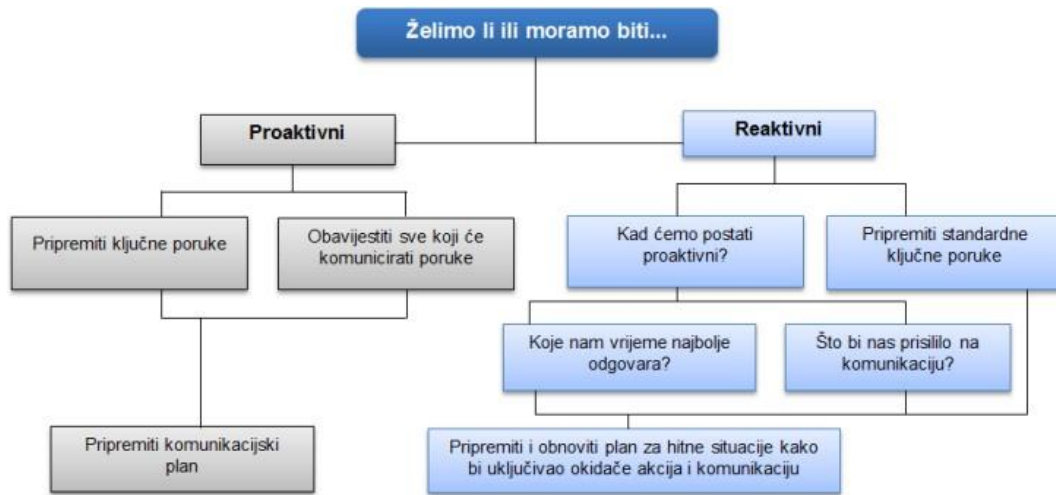 Želimo li ili moramo biti...
Proaktivni
Reaktivni
Pripremiti ključne poruke
Obavijestiti sve koji će
komunicirati poruke
Kad ćemo postati
proaktivni?
Pripremiti standardne
ključne poruke
Koje nam vrijeme najbolje
odgovara?
Što bi nas prisililo na
komunikaciju?
Pripremiti komunikacijski
plan
Pripremiti i obnoviti plan za hitne situacije kako
bi uključivao okidače akcija i komunikaciju